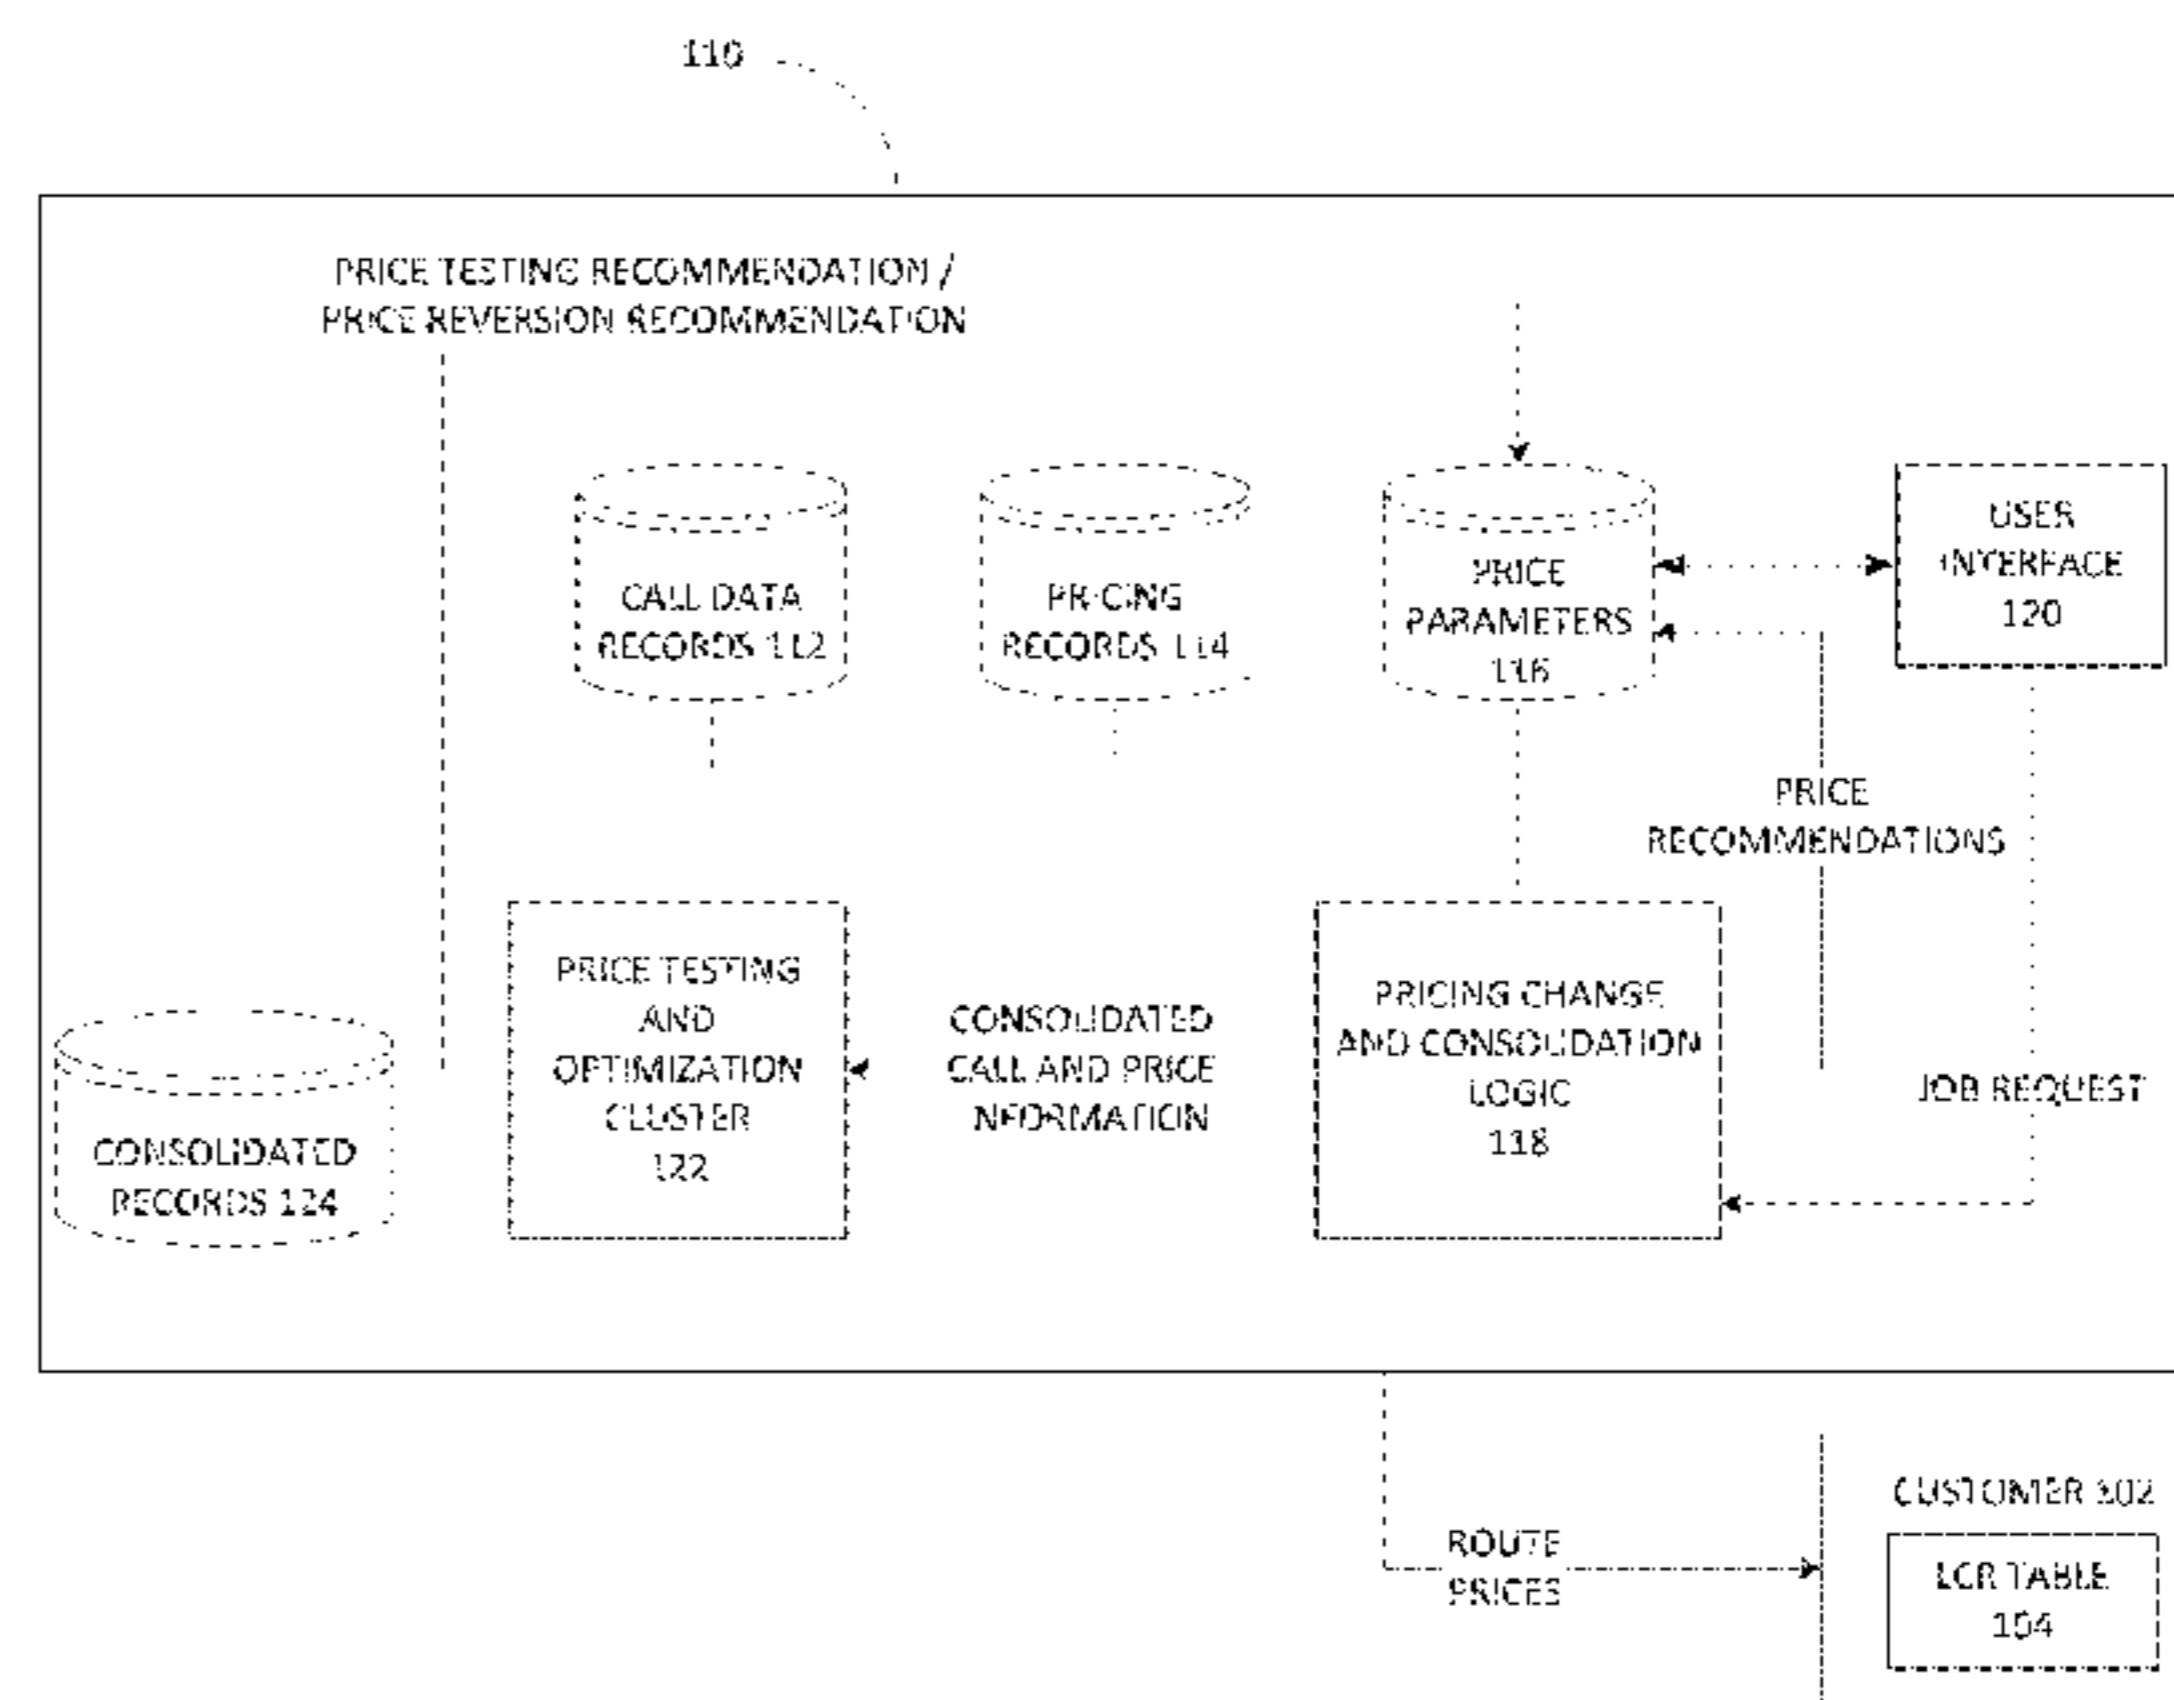 110
PRICE TESTING RECOMMENDATION /
PRICE REVERSION RECOMMENDATION
CALL DATA
RECORDS 112
PRICING
RECORDS 114
PRICE
PARAMETERS
116
USER
INTERFACE
120
PRICE
RECOMMENDATIONS
CONSOLIDATED
RECORDS 124
PRICE TESTING
AND
OPTIMIZATION
CLUSTER
122
CONSOLIDATED
CALL AND PRICE
INFORMATION
PRICING CHANGE
AND CONSOLIDATION
LOGIC
118
JOB REQUEST
ROUTE
PRICES
CUSTOMER 102
LCR TABLE
104